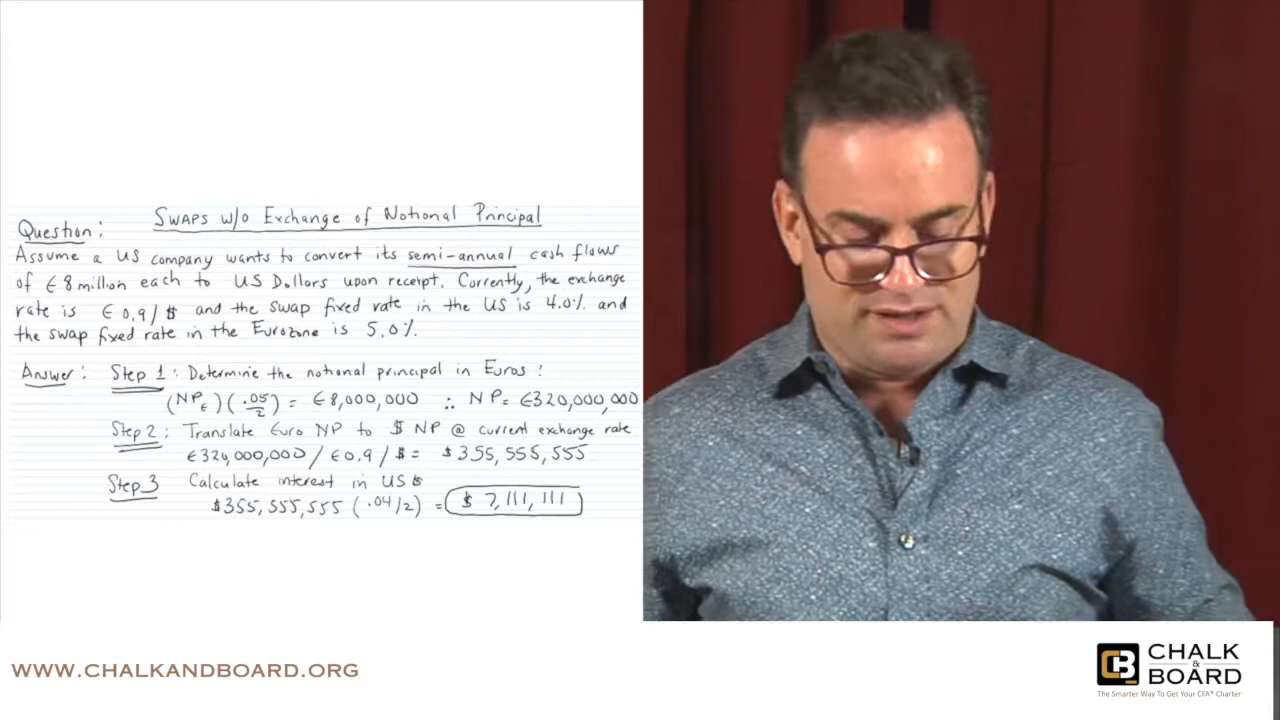 SWAPS w/o Exchange of Notional Principal
Question:
Assume a US company wants to convert its semi-annual cash flows
of €8 million each to US Dollars upon receipt. Currently, the exchange
rate is €0.9/$ and the swap fixed rate in the US is 4.0% and
the swap fixed rate in the Eurozone is 5.0%.
Answer: Step 1: Determine the notional principal in Euros:
(NP€)(.05/2) = €8,000,000 ∴ NP= €320,000,000
Step 2: Translate Euro NP to $ NP @ current exchange rate
€320,000,000 / €0.9/$ = $355,555,555
Step 3 Calculate interest in US$
$355,555,555 (.04/2) = $7,111,111
WWW.CHALKANDBOARD.ORG
CB
CHALK
&
BOARD
The Smarter Way To Get Your CFA® Charter